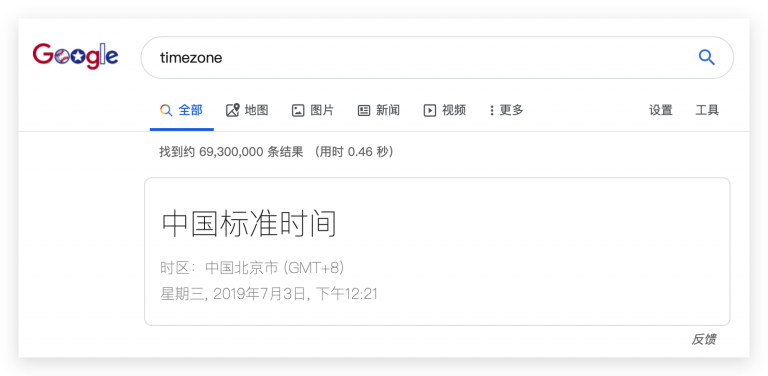 Google
timezone
全部 地图 图片 新闻 视频 更多 设置 工具
找到约 69,300,000 条结果 （用时 0.46 秒）
中国标准时间
时区：中国北京市 (GMT+8)
星期三, 2019年7月3日, 下午12:21
反馈